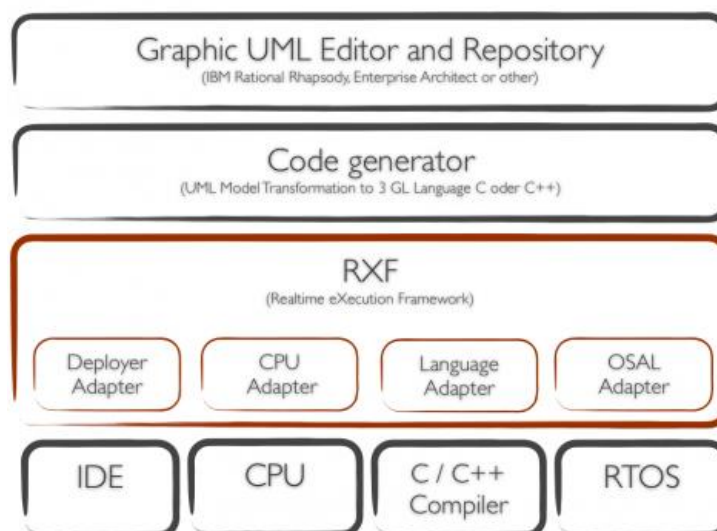 Graphic UML Editor and Repository
(IBM Rational Rhapsody, Enterprise Architect or other)
Code generator
(UML Model Transformation to 3 GL Language C oder C++)
RXF
(Realtime eXecution Framework)
Deployer
Adapter
CPU
Adapter
Language
Adapter
OSAL
Adapter
IDE
CPU
C / C++
Compiler
RTOS